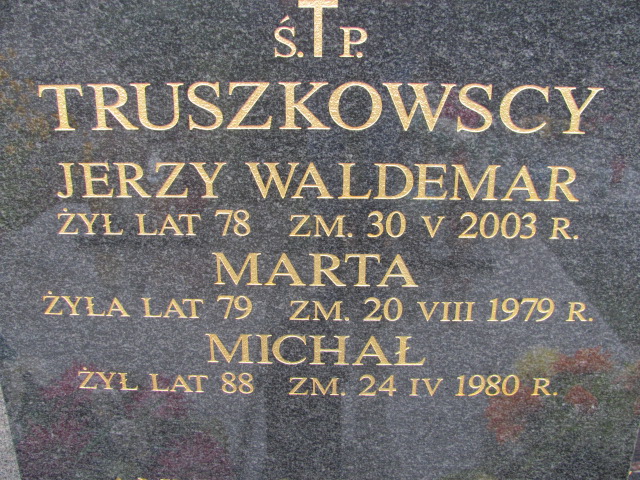 Ś.P.
TRUSZKOWSCY
JERZY WALDEMAR
ŻYŁ LAT 78 ZM. 30 V 2003 R.
MARTA
ŻYŁA LAT 79 ZM. 20 VIII 1979 R.
MICHAŁ
ŻYŁ LAT 88 ZM. 24 IV 1980 R.